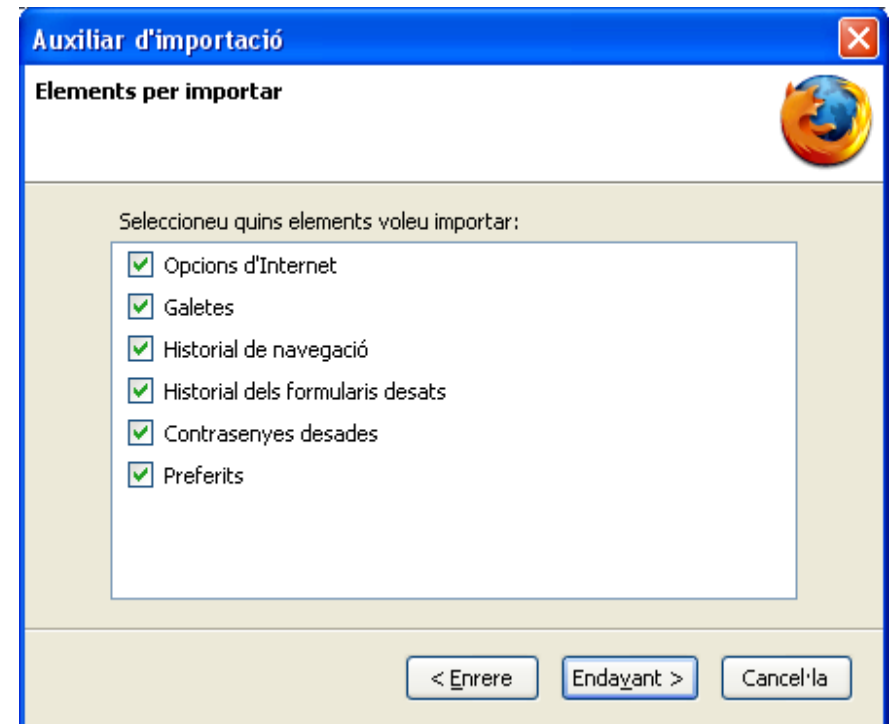 Auxiliar d'importació
Elements per importar
Seleccioneu quins elements voleu importar:
Opcions d'Internet
Galetes
Historial de navegació
Historial dels formularis desats
Contrasenyes desades
Preferits
< Enrere
Endavant >
Cancel·la